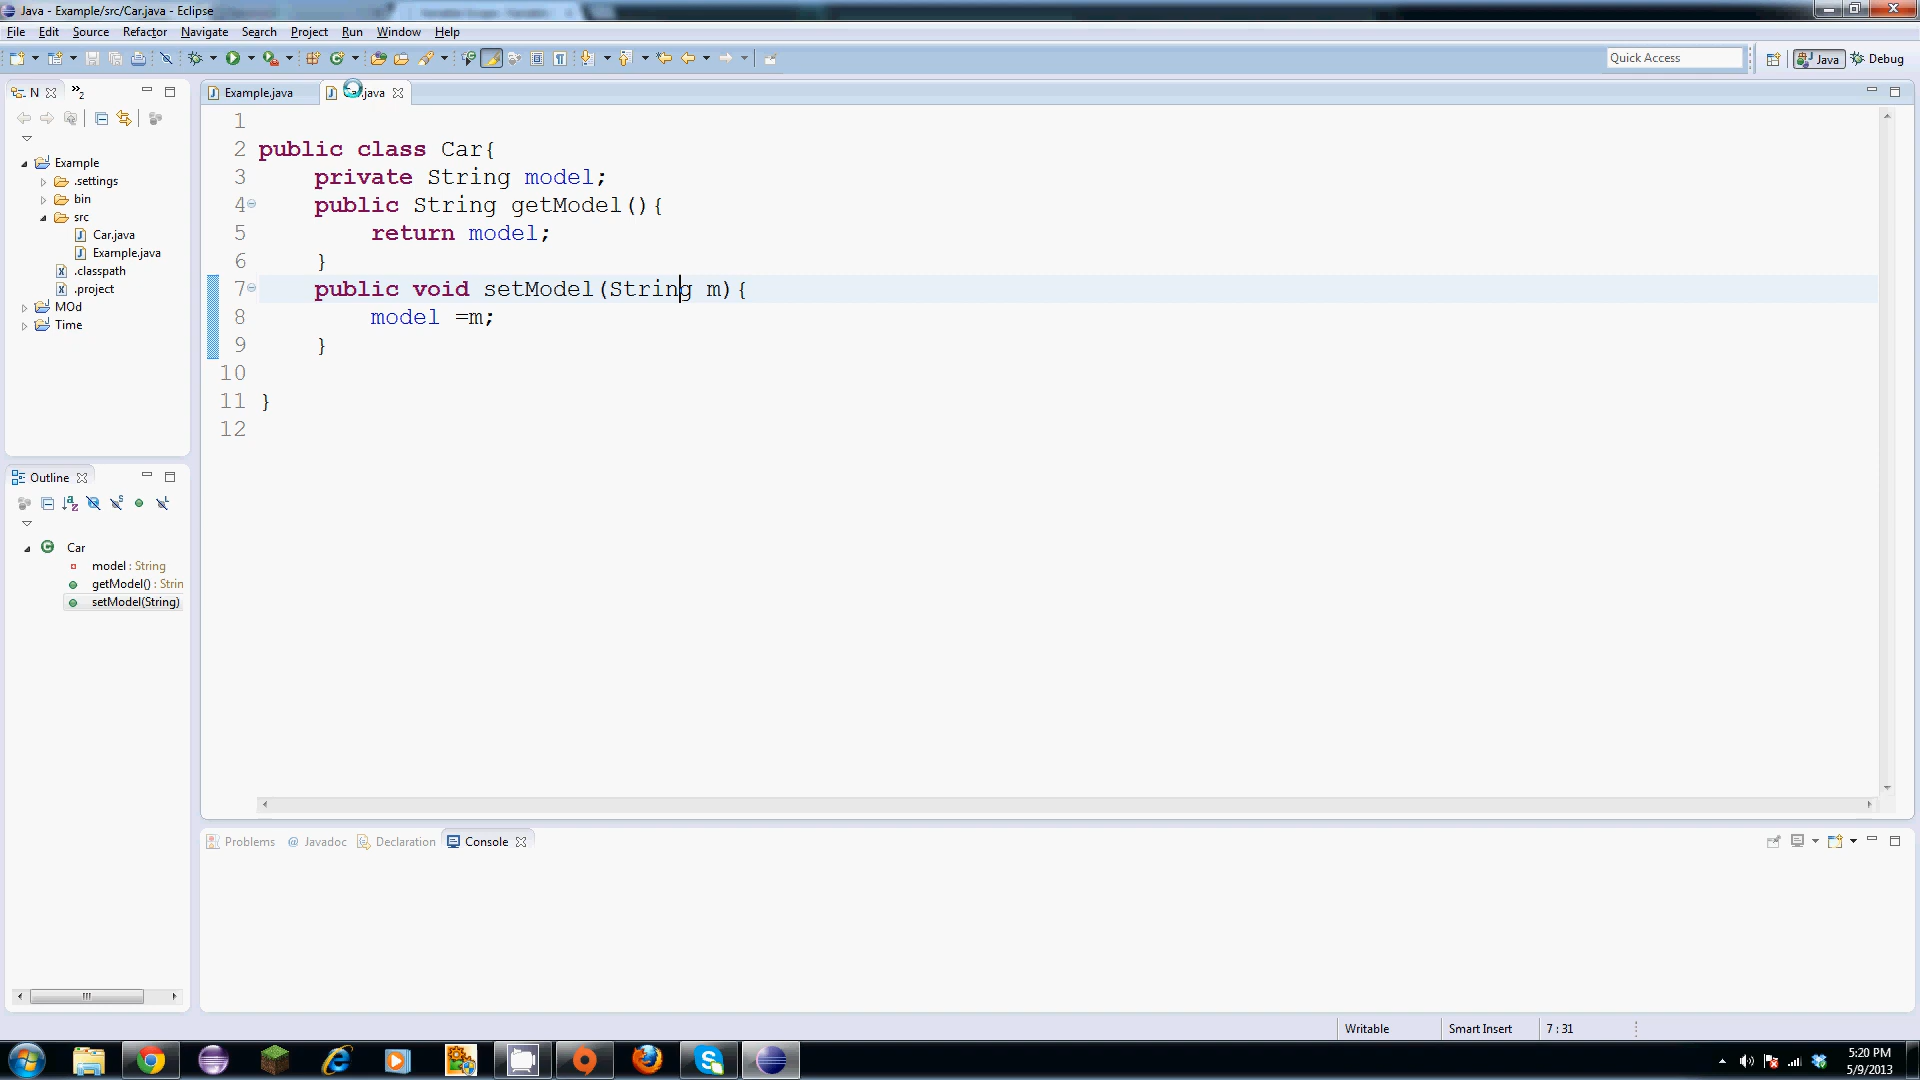 Java - Example/src/Car.java - Eclipse
File Edit Source Refactor Navigate Search Project Run Window Help
Quick Access
Java
Debug
N
2
Example.java
.java
Example
.settings
bin
src
Car.java
Example.java
.classpath
.project
MOd
Time
1
2 public class Car{
3 private String model;
4 public String getModel(){
5 return model;
6 }
7 public void setModel(String m){
8 model =m;
9 }
10
11 }
12
Outline
Car
model : String
getModel() : Strin
setModel(String)
Problems @ Javadoc Declaration Console
Writable Smart Insert 7 : 31
5:20 PM
5/9/2013